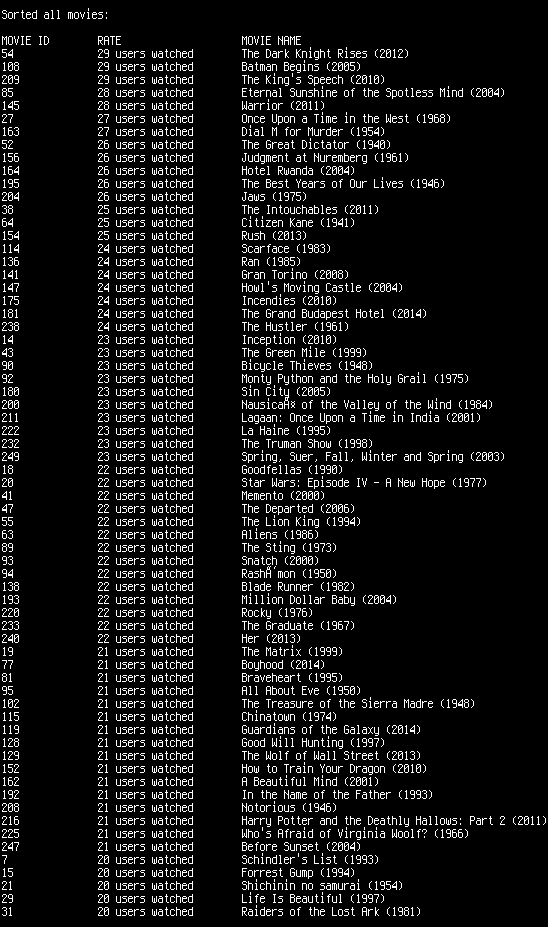 Sorted all movies:
MOVIE ID RATE MOVIE NAME
54 29 users watched The Dark Knight Rises (2012)
108 29 users watched Batman Begins (2005)
209 29 users watched The King's Speech (2010)
85 28 users watched Eternal Sunshine of the Spotless Mind (2004)
145 28 users watched Warrior (2011)
27 27 users watched Once Upon a Time in the West (1968)
163 27 users watched Dial M for Murder (1954)
52 26 users watched The Great Dictator (1940)
156 26 users watched Judgment at Nuremberg (1961)
164 26 users watched Hotel Rwanda (2004)
195 26 users watched The Best Years of Our Lives (1946)
204 26 users watched Jaws (1975)
38 25 users watched The Intouchables (2011)
64 25 users watched Citizen Kane (1941)
154 25 users watched Rush (2013)
114 24 users watched Scarface (1983)
136 24 users watched Ran (1985)
141 24 users watched Gran Torino (2008)
147 24 users watched Howl's Moving Castle (2004)
175 24 users watched Incendies (2010)
181 24 users watched The Grand Budapest Hotel (2014)
238 24 users watched The Hustler (1961)
14 23 users watched Inception (2010)
43 23 users watched The Green Mile (1999)
90 23 users watched Bicycle Thieves (1948)
92 23 users watched Monty Python and the Holy Grail (1975)
180 23 users watched Sin City (2005)
200 23 users watched NausicaÃ¤ of the Valley of the Wind (1984)
211 23 users watched Lagaan: Once Upon a Time in India (2001)
222 23 users watched La Haine (1995)
232 23 users watched The Truman Show (1998)
249 23 users watched Spring, Suer, Fall, Winter and Spring (2003)
18 22 users watched Goodfellas (1990)
20 22 users watched Star Wars: Episode IV - A New Hope (1977)
41 22 users watched Memento (2000)
47 22 users watched The Departed (2006)
55 22 users watched The Lion King (1994)
63 22 users watched Aliens (1986)
89 22 users watched The Sting (1973)
93 22 users watched Snatch (2000)
94 22 users watched RashÃ´mon (1950)
138 22 users watched Blade Runner (1982)
193 22 users watched Million Dollar Baby (2004)
220 22 users watched Rocky (1976)
233 22 users watched The Graduate (1967)
240 22 users watched Her (2013)
19 21 users watched The Matrix (1999)
77 21 users watched Boyhood (2014)
81 21 users watched Braveheart (1995)
95 21 users watched All About Eve (1950)
102 21 users watched The Treasure of the Sierra Madre (1948)
115 21 users watched Chinatown (1974)
119 21 users watched Guardians of the Galaxy (2014)
128 21 users watched Good Will Hunting (1997)
129 21 users watched The Wolf of Wall Street (2013)
152 21 users watched How to Train Your Dragon (2010)
162 21 users watched A Beautiful Mind (2001)
192 21 users watched In the Name of the Father (1993)
208 21 users watched Notorious (1946)
216 21 users watched Harry Potter and the Deathly Hallows: Part 2 (2011)
225 21 users watched Who's Afraid of Virginia Woolf? (1966)
247 21 users watched Before Sunset (2004)
7 20 users watched Schindler's List (1993)
15 20 users watched Forrest Gump (1994)
21 20 users watched Shichinin no samurai (1954)
29 20 users watched Life Is Beautiful (1997)
31 20 users watched Raiders of the Lost Ark (1981)